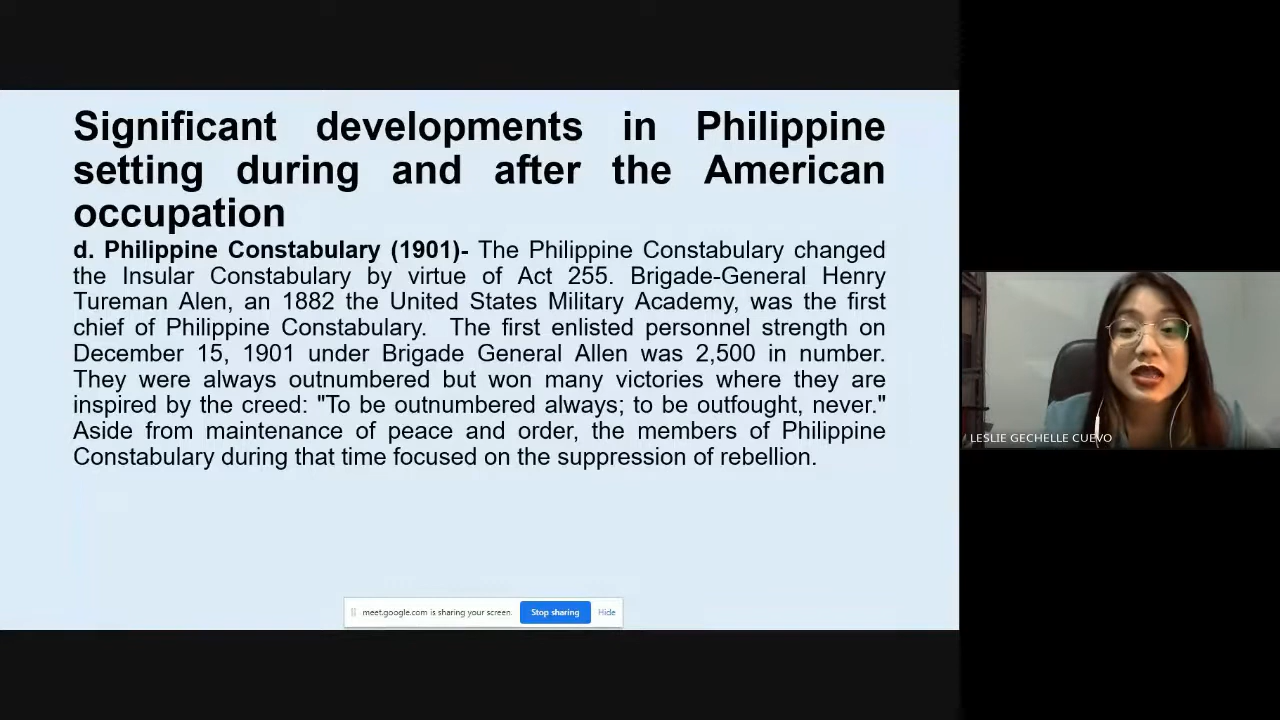 Significant developments in Philippine
setting during and after the American
occupation
d. Philippine Constabulary (1901)- The Philippine Constabulary changed
the Insular Constabulary by virtue of Act 255. Brigade-General Henry
Tureman Alen, an 1882 the United States Military Academy, was the first
chief of Philippine Constabulary. The first enlisted personnel strength on
December 15, 1901 under Brigade General Allen was 2,500 in number.
They were always outnumbered but won many victories where they are
inspired by the creed: "To be outnumbered always; to be outfought, never."
Aside from maintenance of peace and order, the members of Philippine
Constabulary during that time focused on the suppression of rebellion.
meet.google.com is sharing your screen. Stop sharing Hide
LESLIE GECHELLE CUEVO